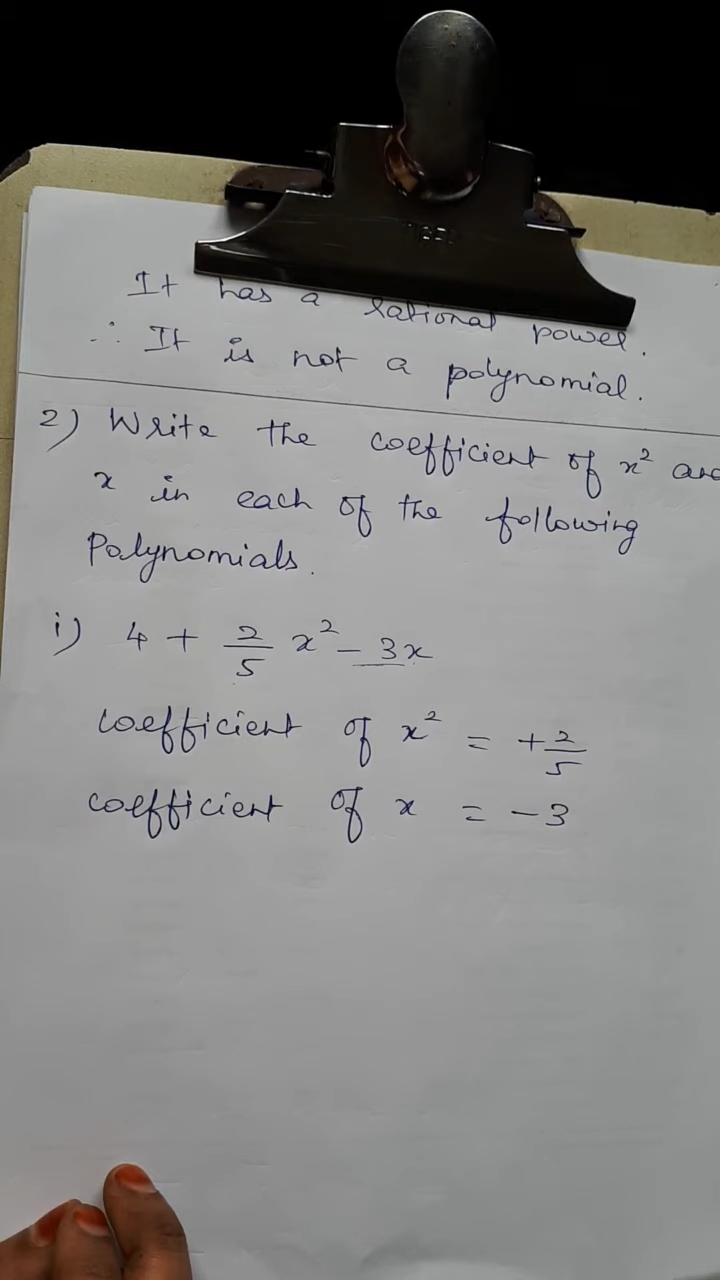 It has a rational power.
∴ It is not a polynomial.
2) Write the coefficient of x² and
x in each of the following
Polynomials.
i) 4 + 2/5 x² - 3x
coefficient of x² = +2/5
coefficient of x = -3